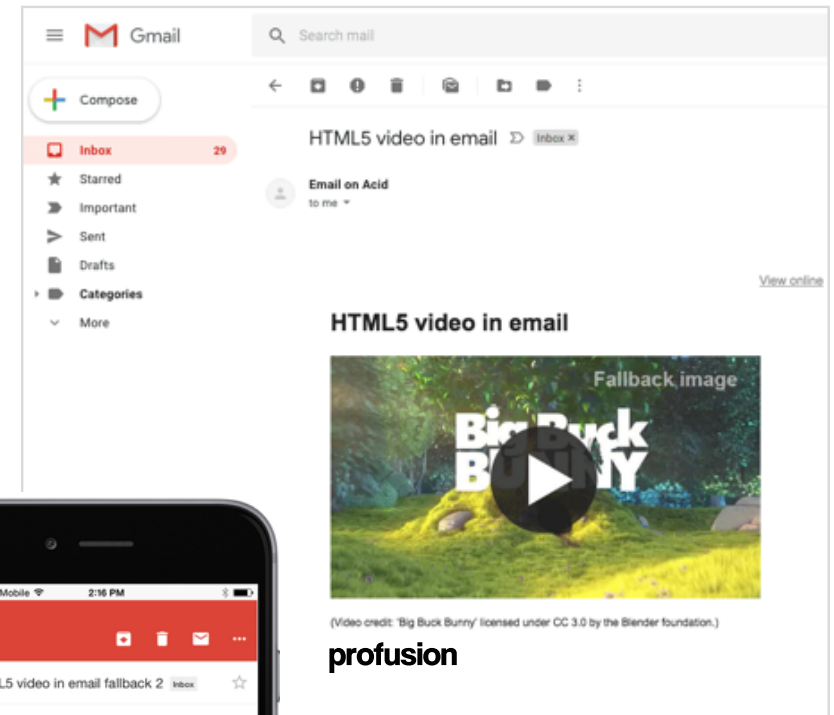 Gmail
Search mail
Compose
HTML5 video in email Inbox ×
Inbox 29
Email on Acid
Starred
to me
Important
Sent
Drafts
View online
Categories
More
HTML5 video in email
Fallback image
Big Buck
BUNNY
(Video credit: 'Big Buck Bunny' licensed under CC 3.0 by the Blender foundation.)
profusion
Mobile 2:16 PM
L5 video in email fallback 2 Inbox